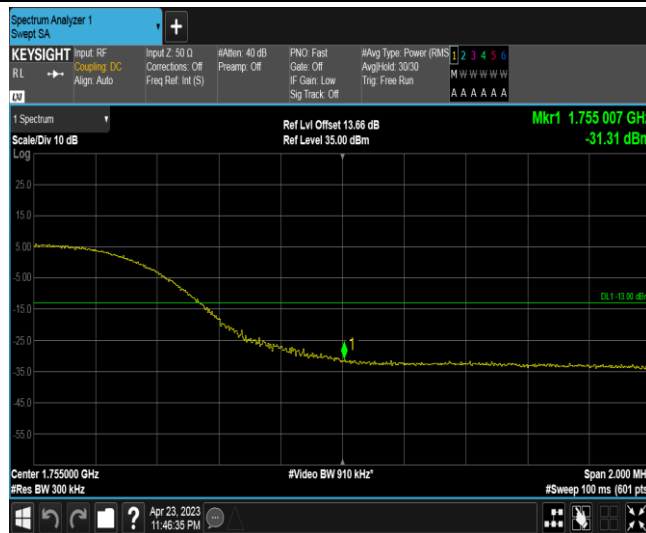 Spectrum Analyzer 1
Swept SA
KEYSIGHT
RL
Input: RF
Coupling: DC
Align: Auto
Input Z: 50 Ω
Corrections: Off
Freq Ref: Int (S)
#Atten: 40 dB
Preamp: Off
PNO: Fast
Gate: Off
IF Gain: Low
Sig Track: Off
#Avg Type: Power (RMS
Avg|Hold: 30/30
Trig: Free Run
1 2 3 4 5 6
M W W W W W
A A A A A A
1 Spectrum
Scale/Div 10 dB
Ref Lvl Offset 13.66 dB
Ref Level 35.00 dBm
Mkr1 1.755 007 GHz
-31.31 dBm
Log
25.0
15.0
5.00
-5.00
-15.0
-25.0
-35.0
-45.0
-55.0
DL1 -13.00 dBm
1
Center 1.755000 GHz
#Res BW 300 kHz
#Video BW 910 kHz*
Span 2.000 MH
#Sweep 100 ms (601 pts
?
Apr 23, 2023
11:46:35 PM